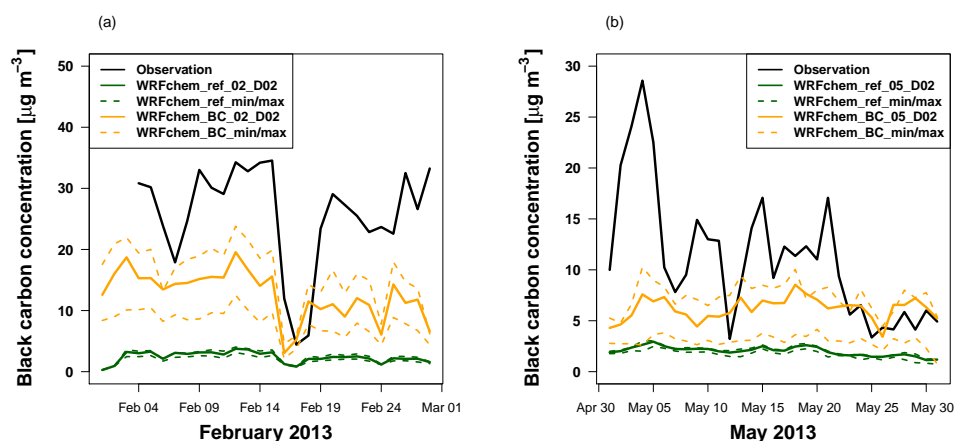 (a)
Black carbon concentration [µg m⁻³]
50
40
30
20
10
0
Observation
WRFchem_ref_02_D02
WRFchem_ref_min/max
WRFchem_BC_02_D02
WRFchem_BC_min/max
Feb 04 Feb 09 Feb 14 Feb 19 Feb 24 Mar 01
February 2013
(b)
Black carbon concentration [µg m⁻³]
30
25
20
15
10
5
0
Observation
WRFchem_ref_05_D02
WRFchem_ref_min/max
WRFchem_BC_05_D02
WRFchem_BC_min/max
Apr 30 May 05 May 10 May 15 May 20 May 25 May 30
May 2013